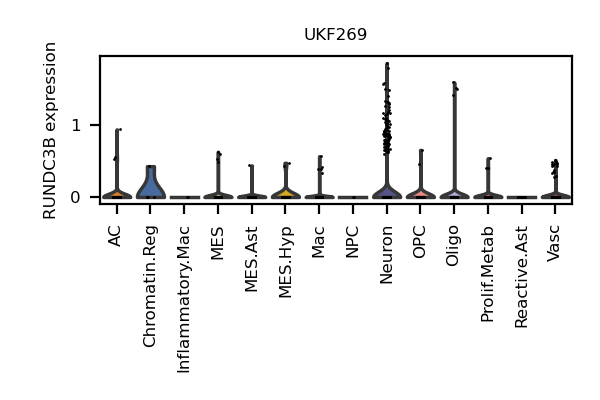 UKF269
RUNDC3B expression
1
0
AC
Chromatin.Reg
Inflammatory.Mac
MES
MES.Ast
MES.Hyp
Mac
NPC
Neuron
OPC
Oligo
Prolif.Metab
Reactive.Ast
Vasc